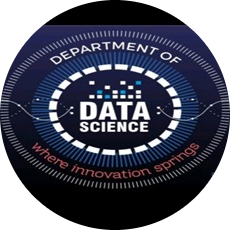 DEPARTMENT OF
DATA
SCIENCE
where innovation springs